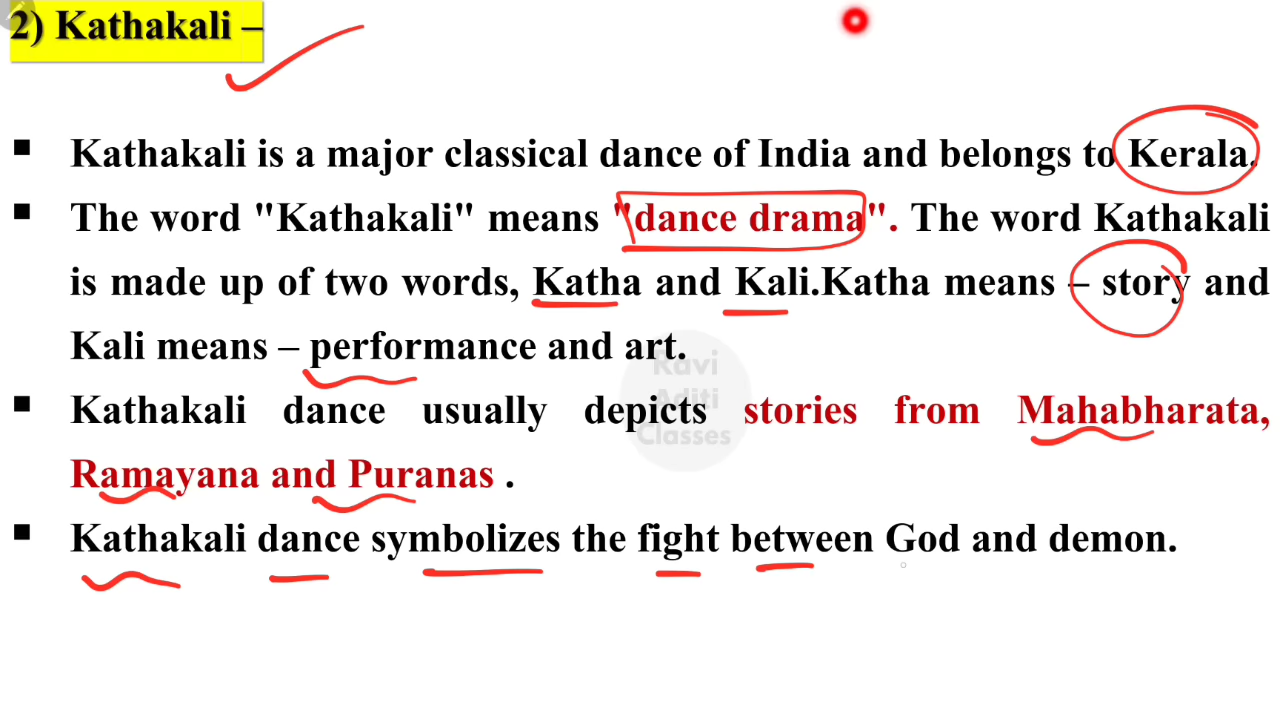 2) Kathakali –
▪ Kathakali is a major classical dance of India and belongs to Kerala.
▪ The word "Kathakali" means "dance drama". The word Kathakali
is made up of two words, Katha and Kali.Katha means – story and
Kali means – performance and art.
▪ Kathakali dance usually depicts stories from Mahabharata,
Ramayana and Puranas .
▪ Kathakali dance symbolizes the fight between God and demon.
Ravi
Aditi
Classes